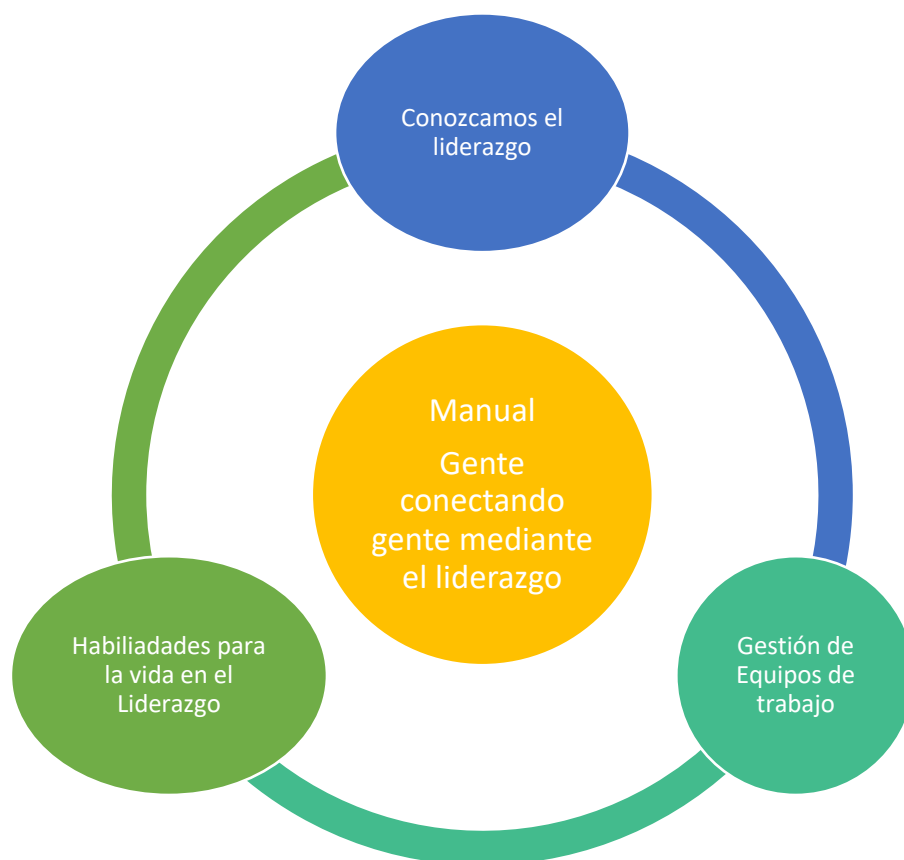 Conozcamos el
liderazgo
Manual
Gente
conectando
gente mediante
el liderazgo
Habiliadades para
la vida en el
Liderazgo
Gestión de
Equipos de
trabajo